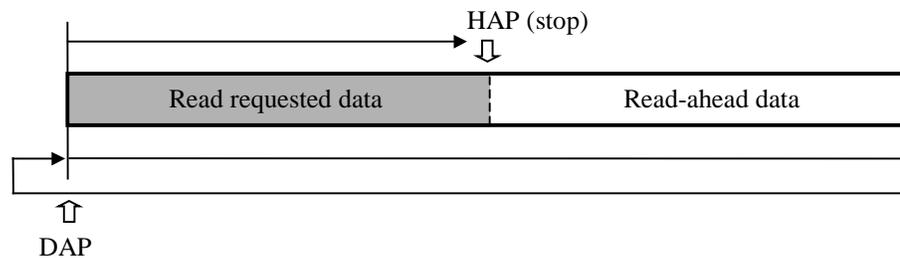 HAP (stop)
Read requested data
Read-ahead data
DAP